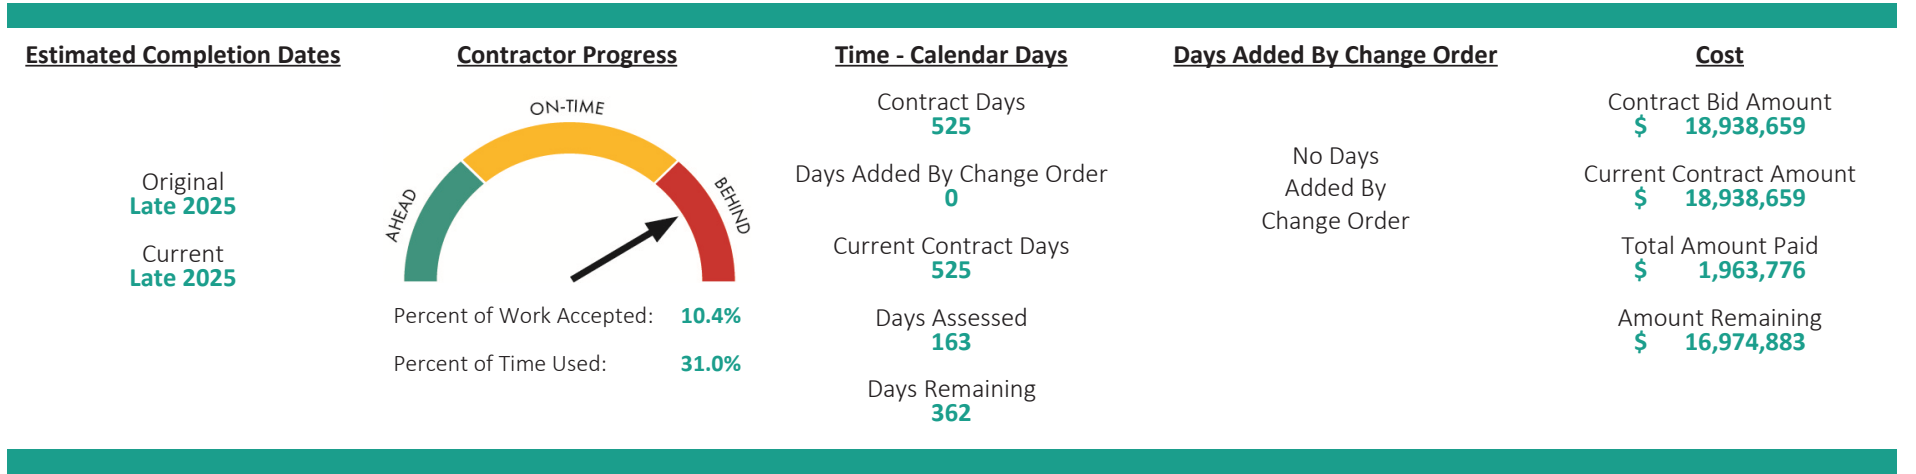 Estimated Completion Dates
Original
Late 2025
Current
Late 2025
Contractor Progress
AHEAD
ON-TIME
BEHIND
Percent of Work Accepted: 10.4%
Percent of Time Used: 31.0%
Time - Calendar Days
Contract Days
525
Days Added By Change Order
0
Current Contract Days
525
Days Assessed
163
Days Remaining
362
Days Added By Change Order
No Days
Added By
Change Order
Cost
Contract Bid Amount
$ 18,938,659
Current Contract Amount
$ 18,938,659
Total Amount Paid
$ 1,963,776
Amount Remaining
$ 16,974,883